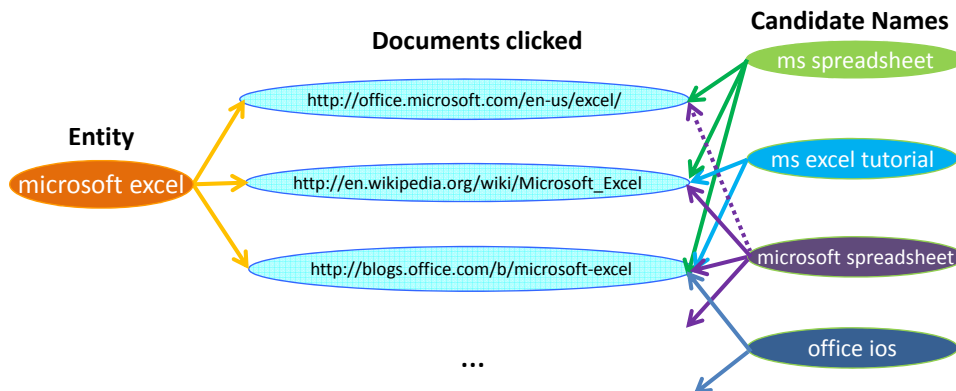 Candidate Names
Documents clicked
ms spreadsheet
http://office.microsoft.com/en-us/excel/
Entity
ms excel tutorial
microsoft excel
http://en.wikipedia.org/wiki/Microsoft_Excel
microsoft spreadsheet
http://blogs.office.com/b/microsoft-excel
office ios
...